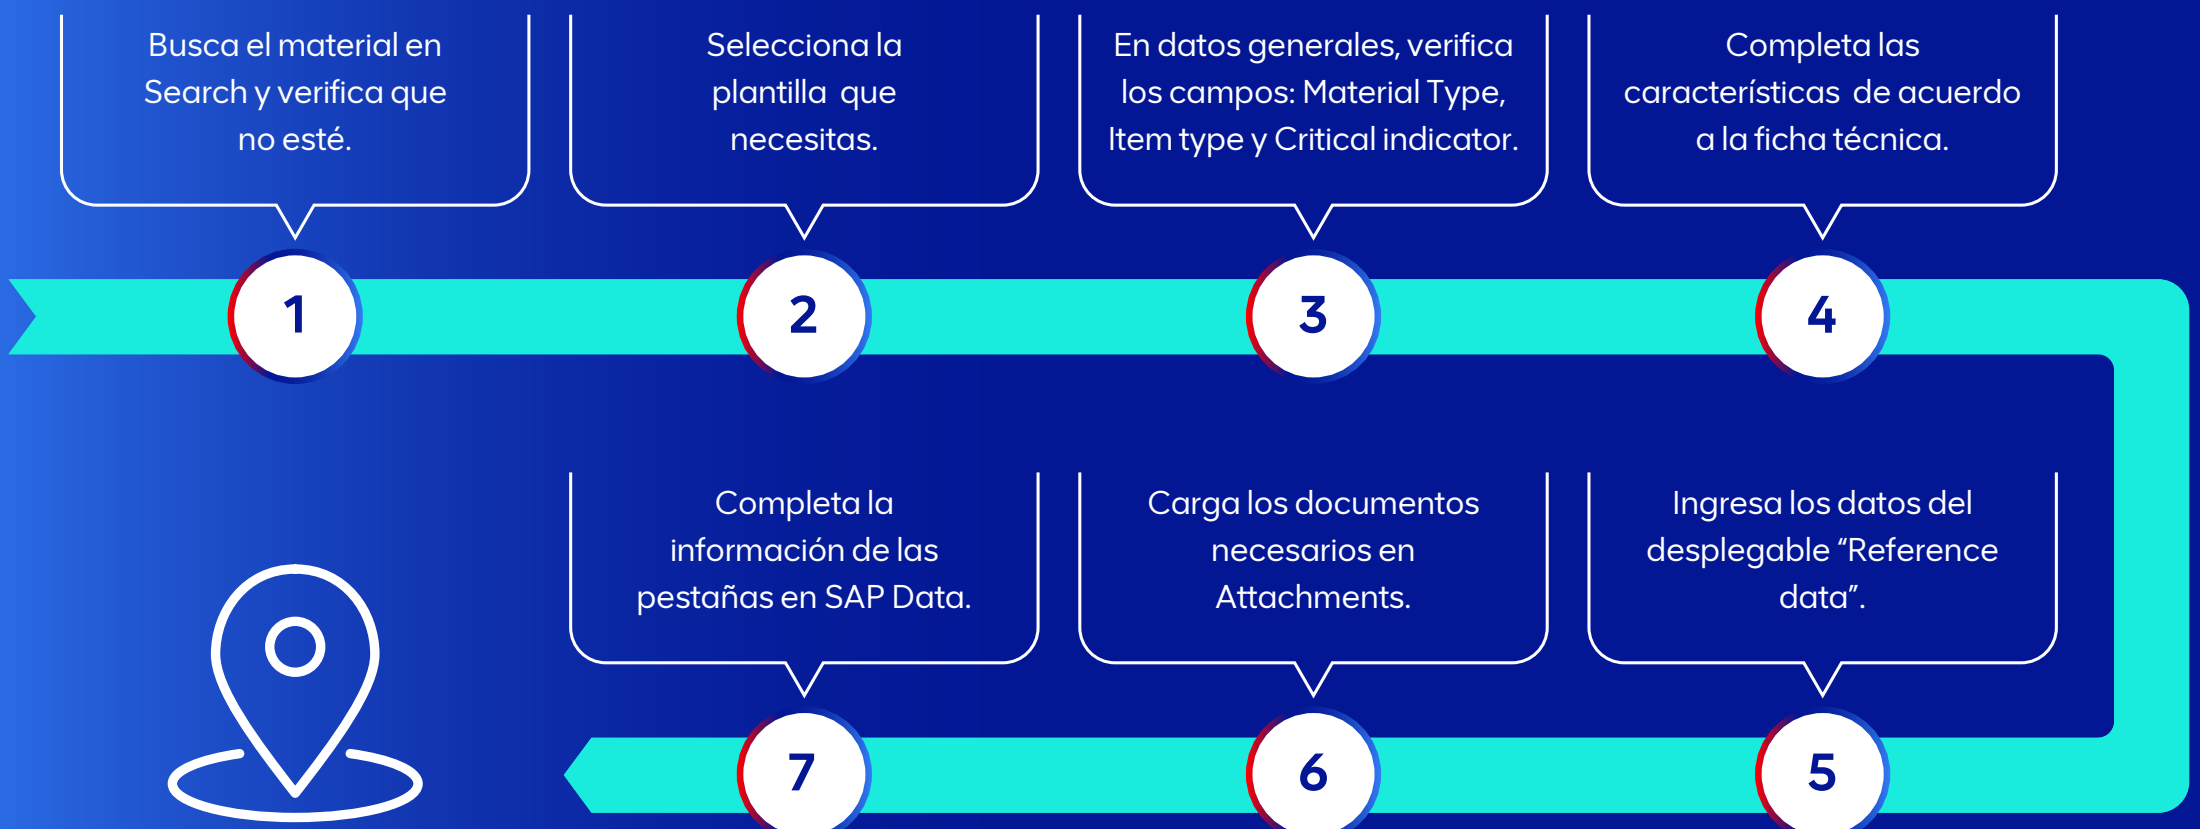 Busca el material en
Search y verifica que
no esté.
1
Selecciona la
plantilla que
necesitas.
2
En datos generales, verifica
los campos: Material Type,
Item type y Critical indicator.
3
Completa las
características de acuerdo
a la ficha técnica.
4
Ingresa los datos del
desplegable “Reference
data”.
5
Carga los documentos
necesarios en
Attachments.
6
Completa la
información de las
pestañas en SAP Data.
7